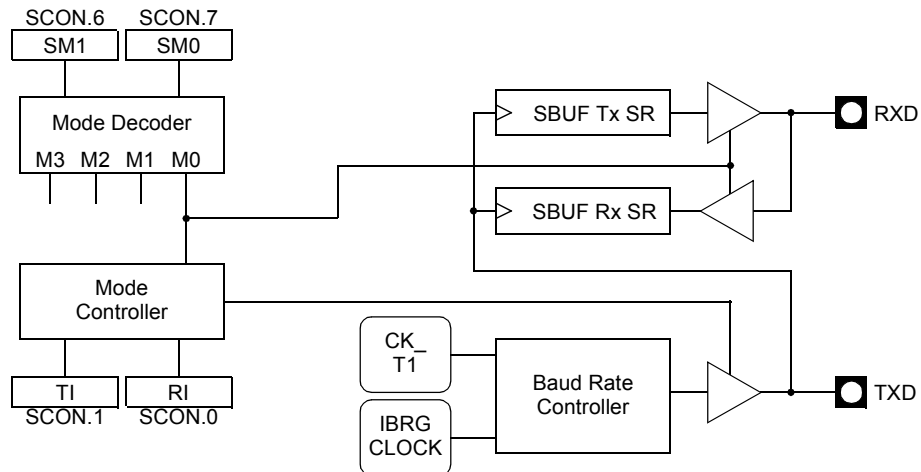 SCON.6 SCON.7
SM1 SM0
Mode Decoder
M3 M2 M1 M0
SBUF Tx SR
RXD
SBUF Rx SR
Mode
Controller
TI RI
SCON.1 SCON.0
CK_
T1
IBRG
CLOCK
Baud Rate
Controller
TXD